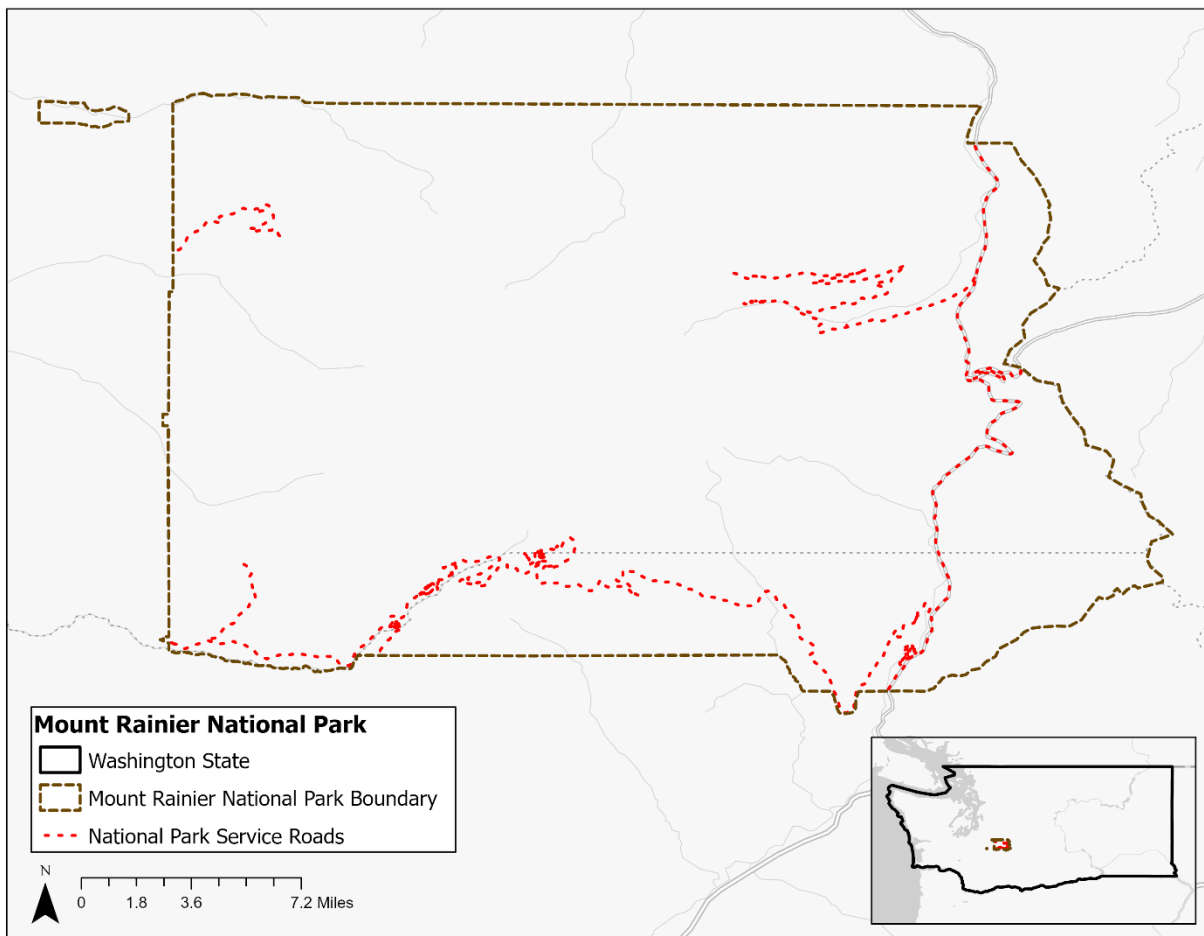 Mount Rainier National Park
Washington State
Mount Rainier National Park Boundary
National Park Service Roads
N
0 1.8 3.6 7.2 Miles